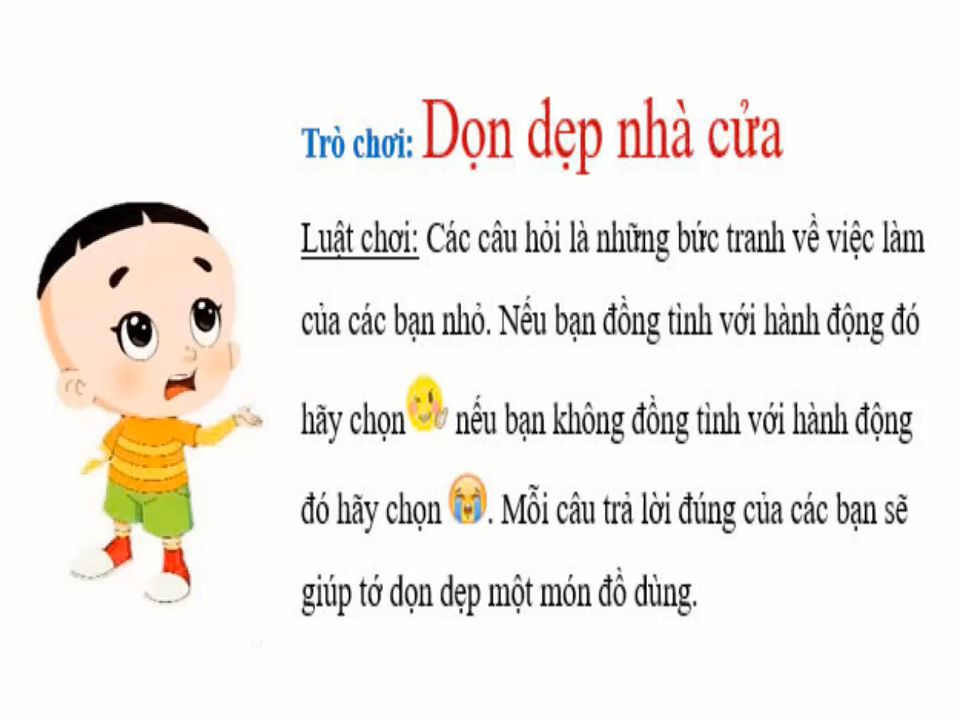 Trò chơi: Dọn dẹp nhà cửa
Luật chơi: Các câu hỏi là những bức tranh về việc làm
của các bạn nhỏ. Nếu bạn đồng tình với hành động đó
hãy chọn nếu bạn không đồng tình với hành động
đó hãy chọn . Mỗi câu trả lời đúng của các bạn sẽ
giúp tớ dọn dẹp một món đồ dùng.